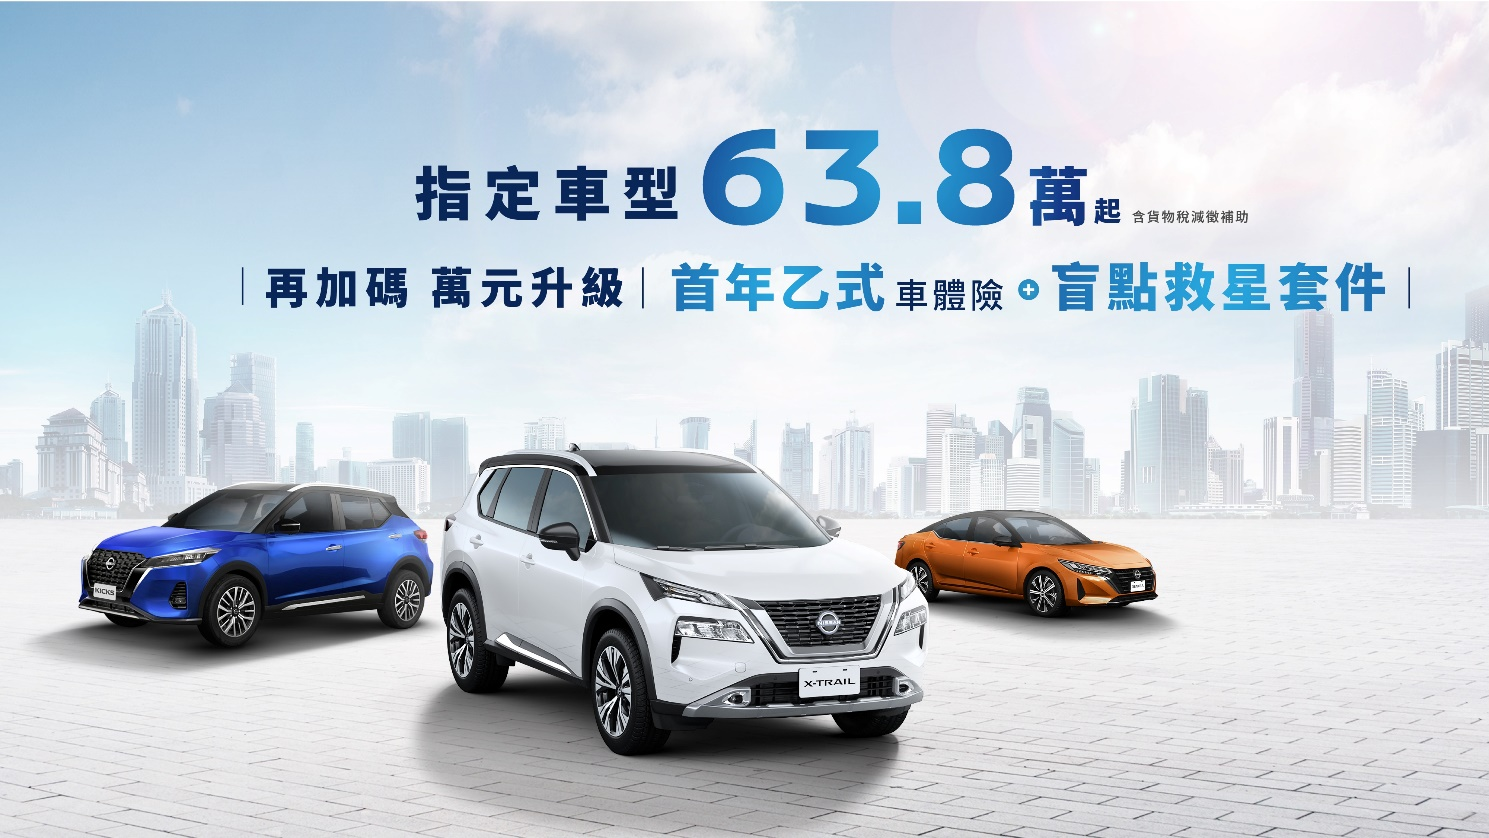 指定車型 63.8萬起 含貨物稅減徵補助
再加碼 萬元升級 | 首年乙式 車體險 + 盲點救星套件
KICKS
NISSAN
X-TRAIL